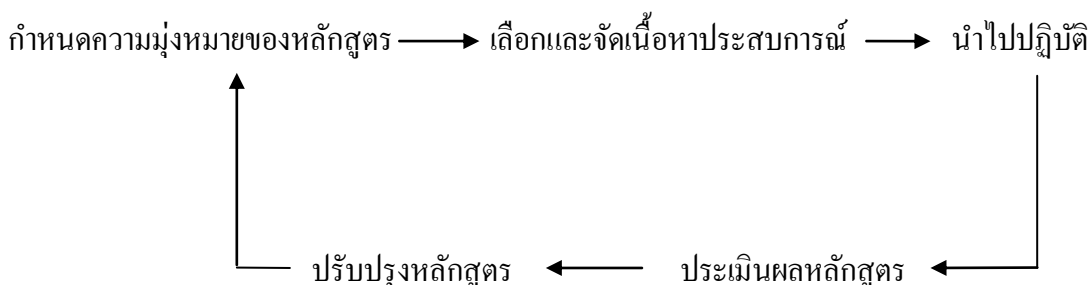 กำหนดความมุ่งหมายของหลักสูตร เลือกและจัดเนื้อหาประสบการณ์ นำไปปฏิบัติ
ปรับปรุงหลักสูตร ประเมินผลหลักสูตร